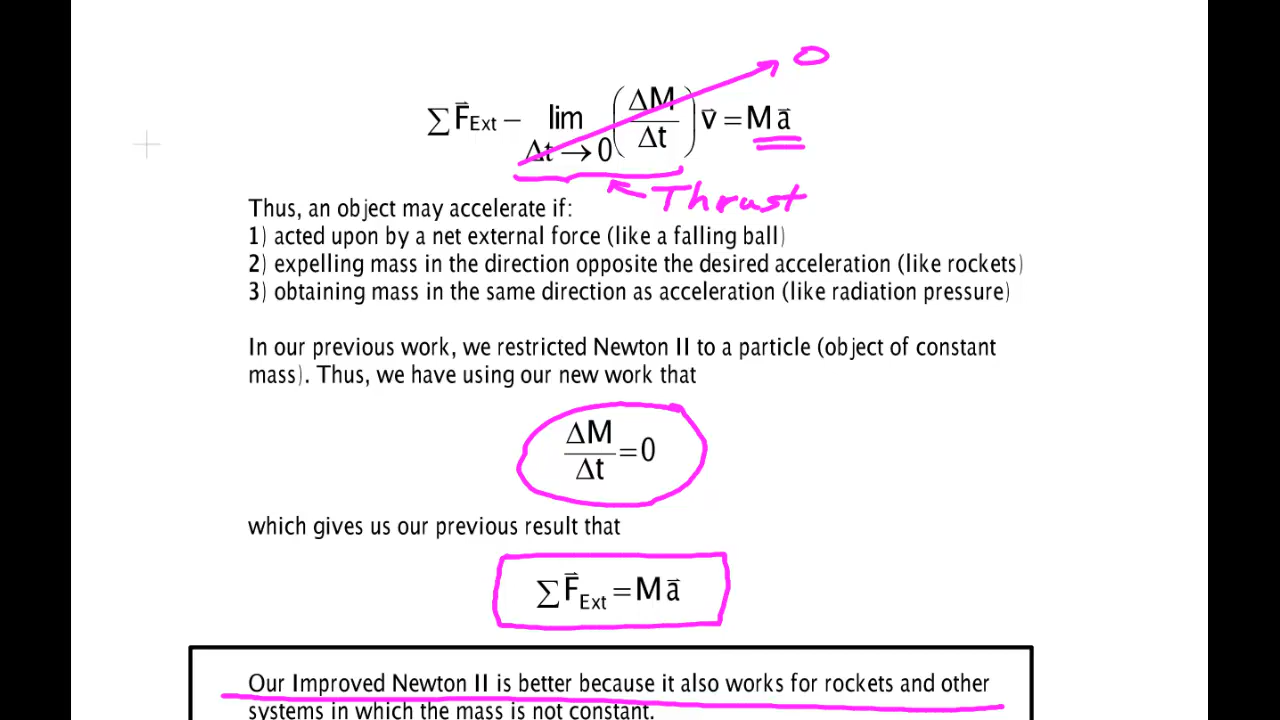 0
∑F⃗Ext − lim Δt → 0 (ΔM/Δt) v⃗ = M a⃗
← Thrust
Thus, an object may accelerate if:
1) acted upon by a net external force (like a falling ball)
2) expelling mass in the direction opposite the desired acceleration (like rockets)
3) obtaining mass in the same direction as acceleration (like radiation pressure)
In our previous work, we restricted Newton II to a particle (object of constant
mass). Thus, we have using our new work that
ΔM/Δt = 0
which gives us our previous result that
∑F⃗Ext = M a⃗
Our Improved Newton II is better because it also works for rockets and other
systems in which the mass is not constant.